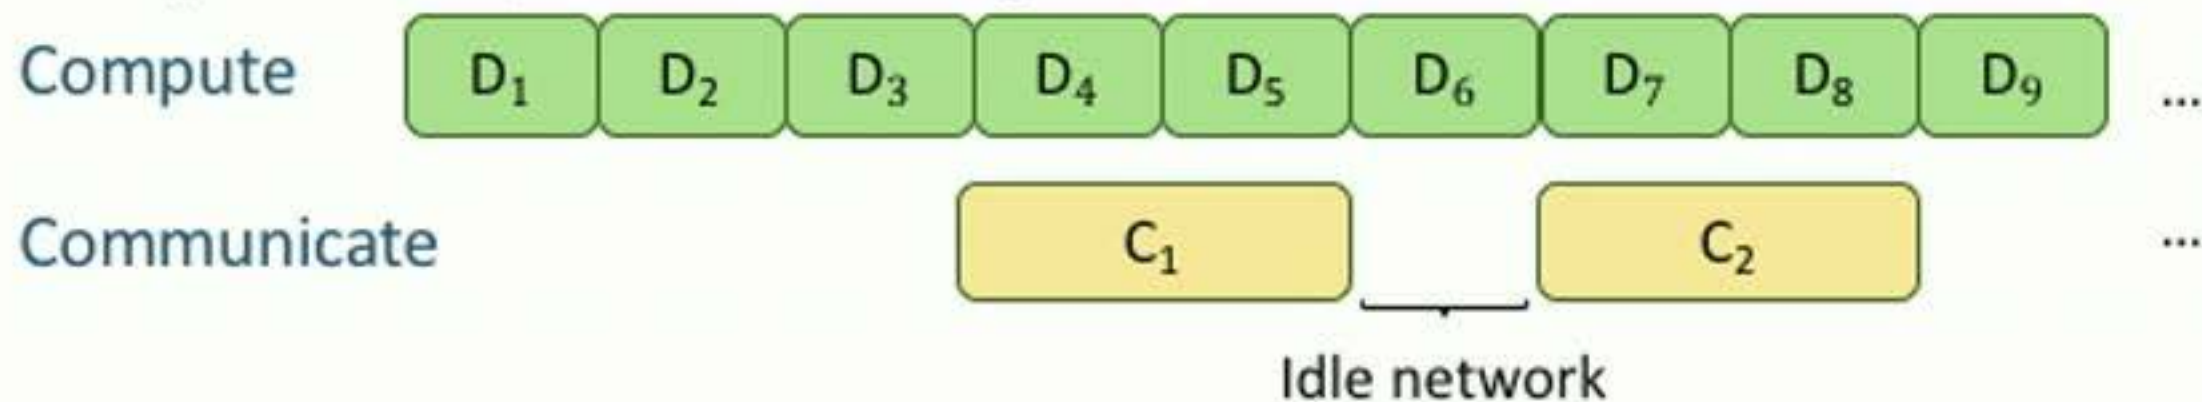 Compute D₁ D₂ D₃ D₄ D₅ D₆ D₇ D₈ D₉ ...
Communicate C₁ C₂ ...
Idle network